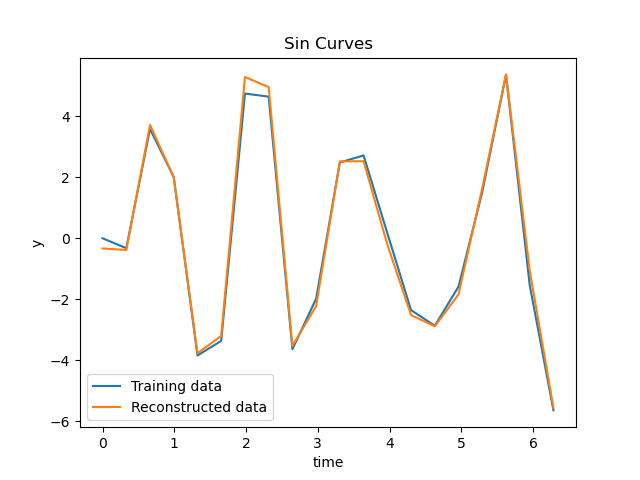 Sin Curves
y
4
2
0
−2
−4
−6
Training data
Reconstructed data
0 1 2 3 4 5 6
time